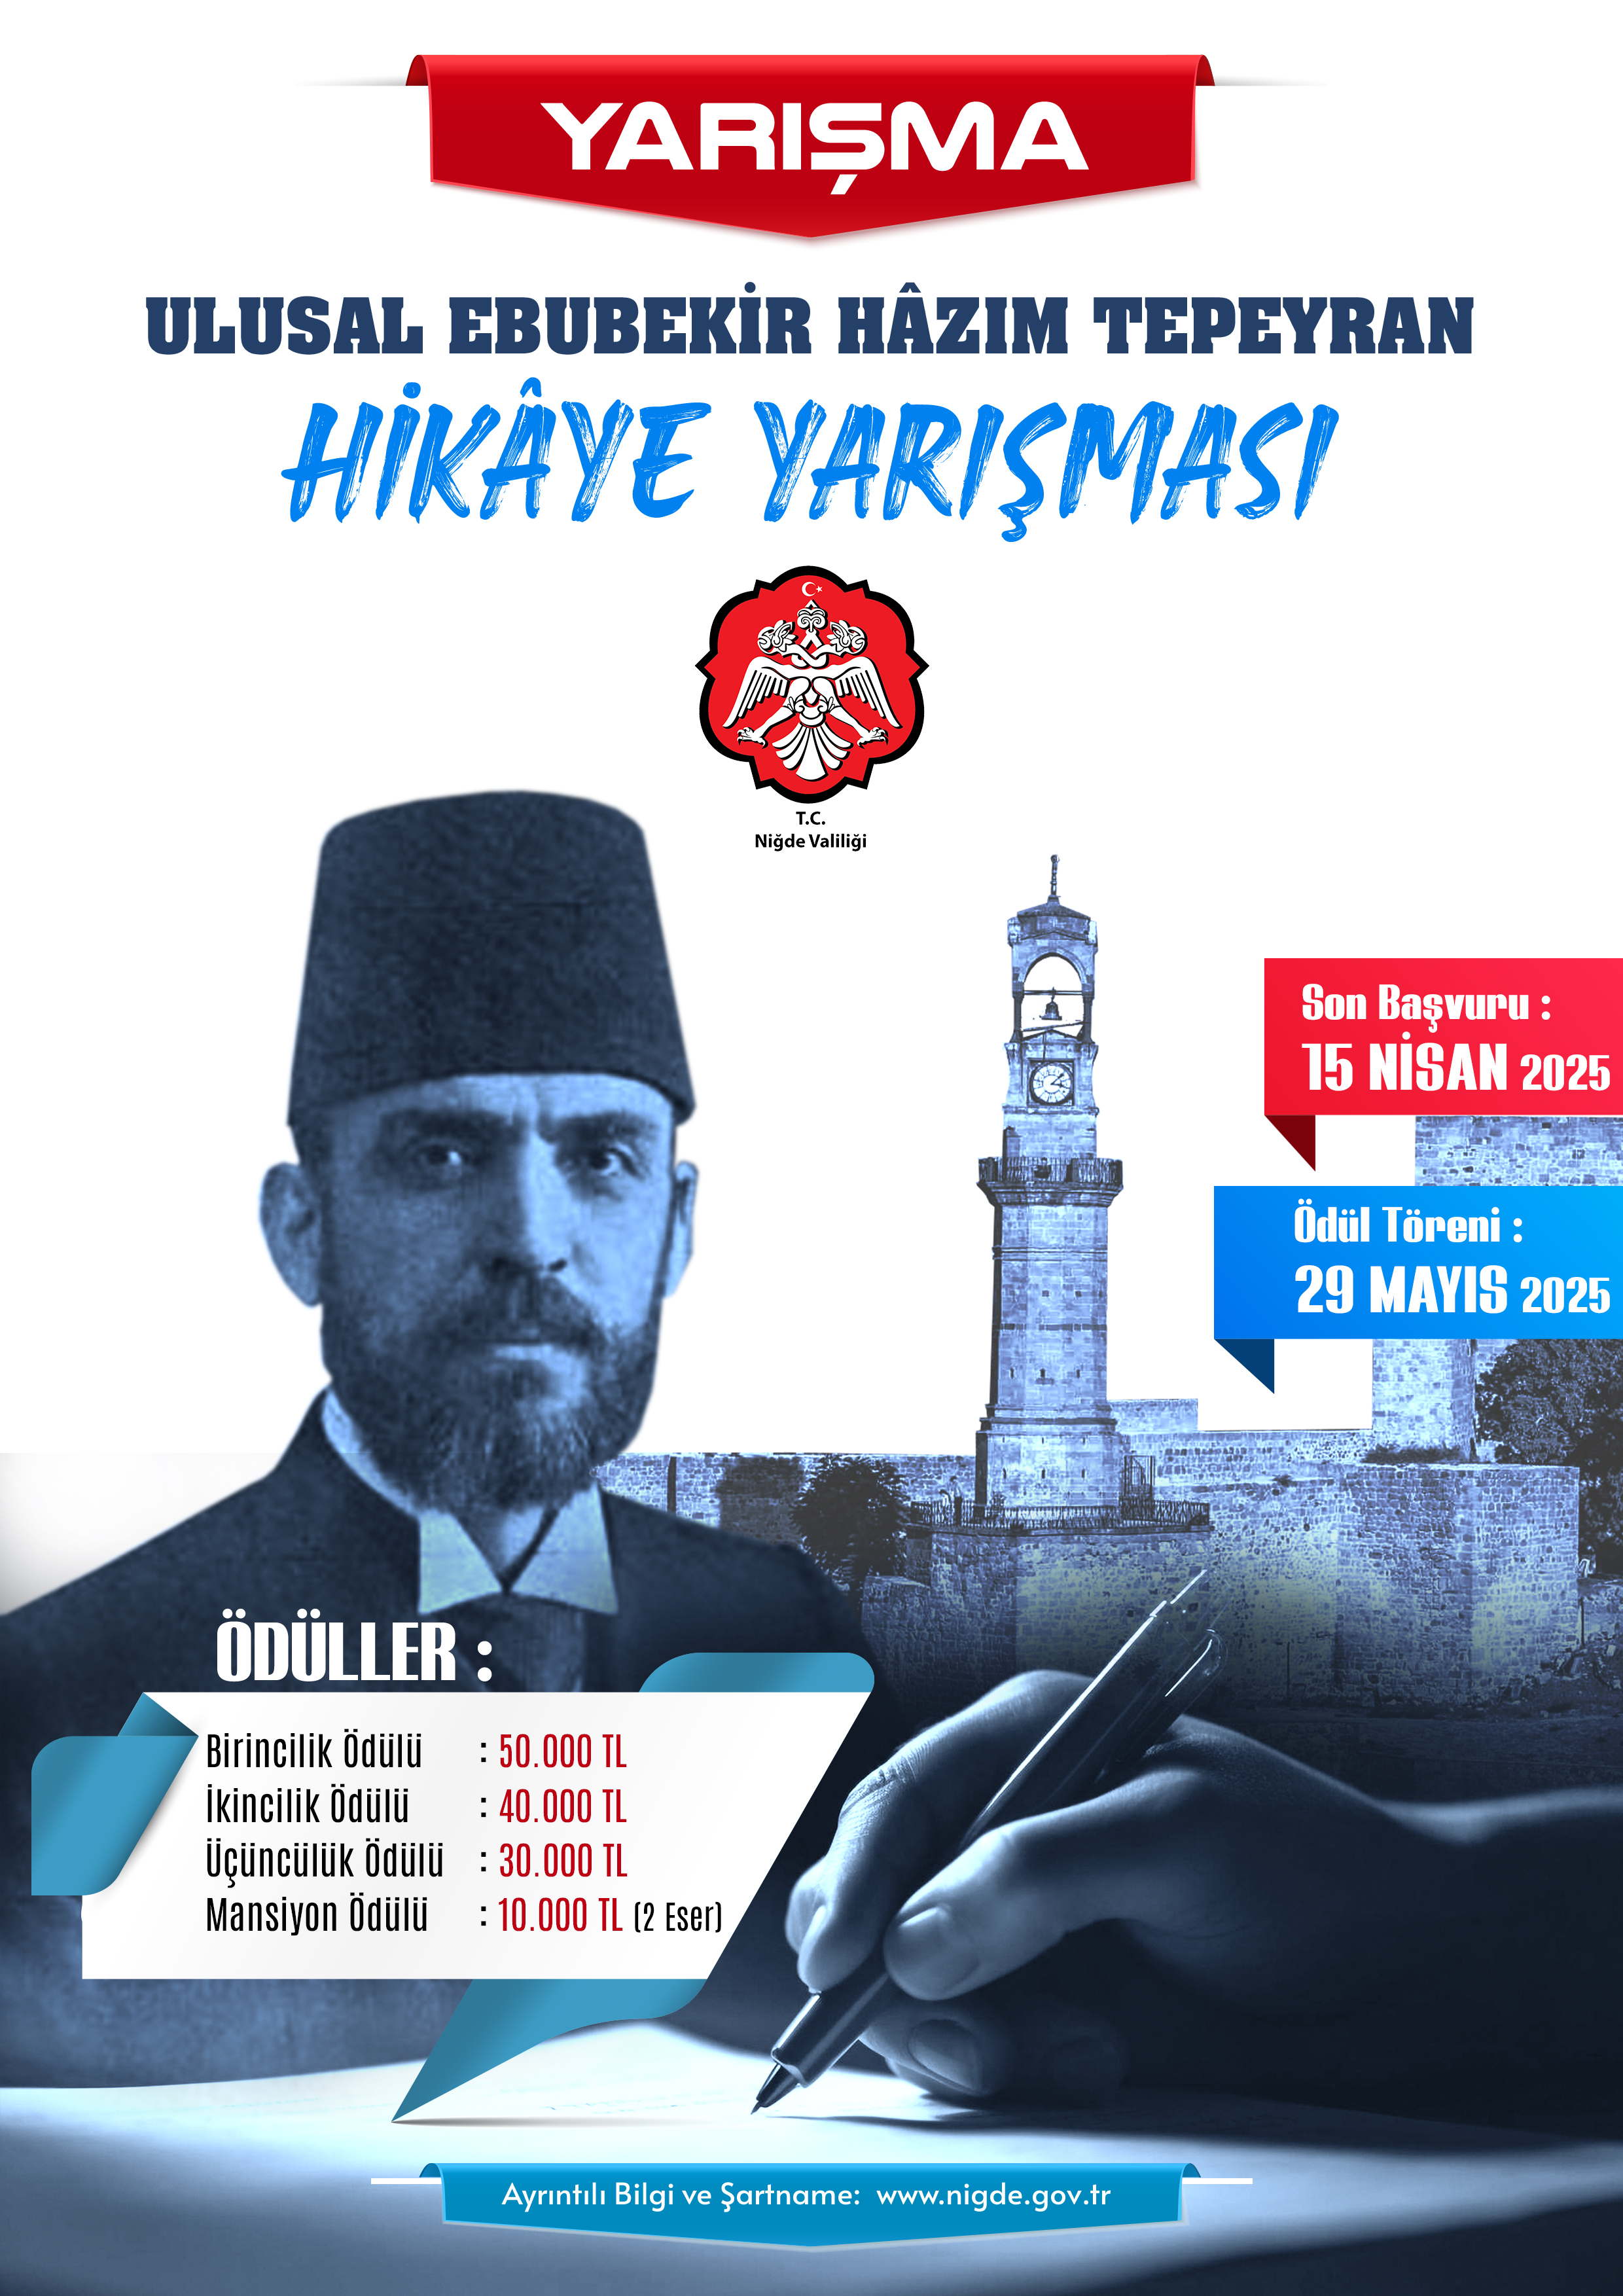 YARIŞMA
ULUSAL EBUBEKİR HÂZIM TEPEYRAN
HİKÂYE YARIŞMASI
T.C.
Niğde Valiliği
Son Başvuru :
15 NİSAN 2025
Ödül Töreni :
29 MAYIS 2025
ÖDÜLLER :
Birincilik Ödülü : 50.000 TL
İkincilik Ödülü : 40.000 TL
Üçüncülük Ödülü : 30.000 TL
Mansiyon Ödülü : 10.000 TL (2 Eser)
Ayrıntılı Bilgi ve Şartname: www.nigde.gov.tr